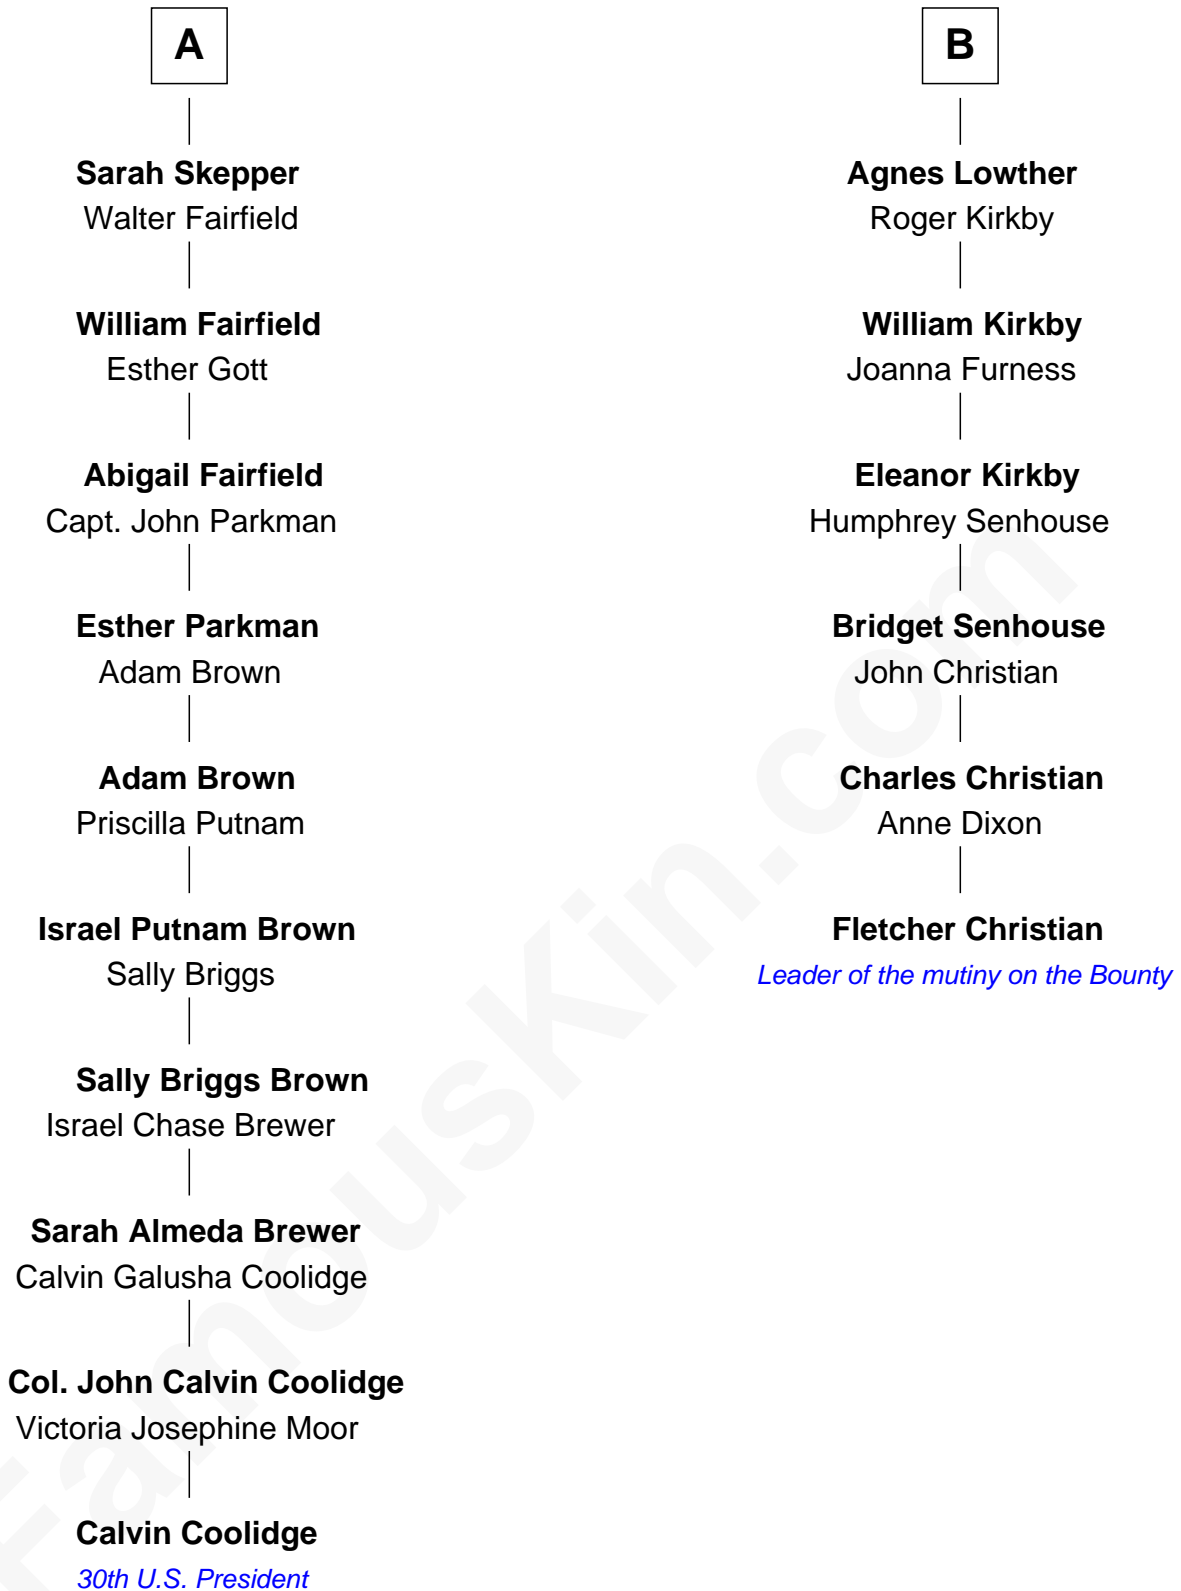 A
Sarah Skepper
Walter Fairfield
William Fairfield
Esther Gott
Abigail Fairfield
Capt. John Parkman
Esther Parkman
Adam Brown
Adam Brown
Priscilla Putnam
Israel Putnam Brown
Sally Briggs
Sally Briggs Brown
Israel Chase Brewer
Sarah Almeda Brewer
Calvin Galusha Coolidge
Col. John Calvin Coolidge
Victoria Josephine Moor
Calvin Coolidge
30th U.S. President
B
Agnes Lowther
Roger Kirkby
William Kirkby
Joanna Furness
Eleanor Kirkby
Humphrey Senhouse
Bridget Senhouse
John Christian
Charles Christian
Anne Dixon
Fletcher Christian
Leader of the mutiny on the Bounty
FamousKin.com